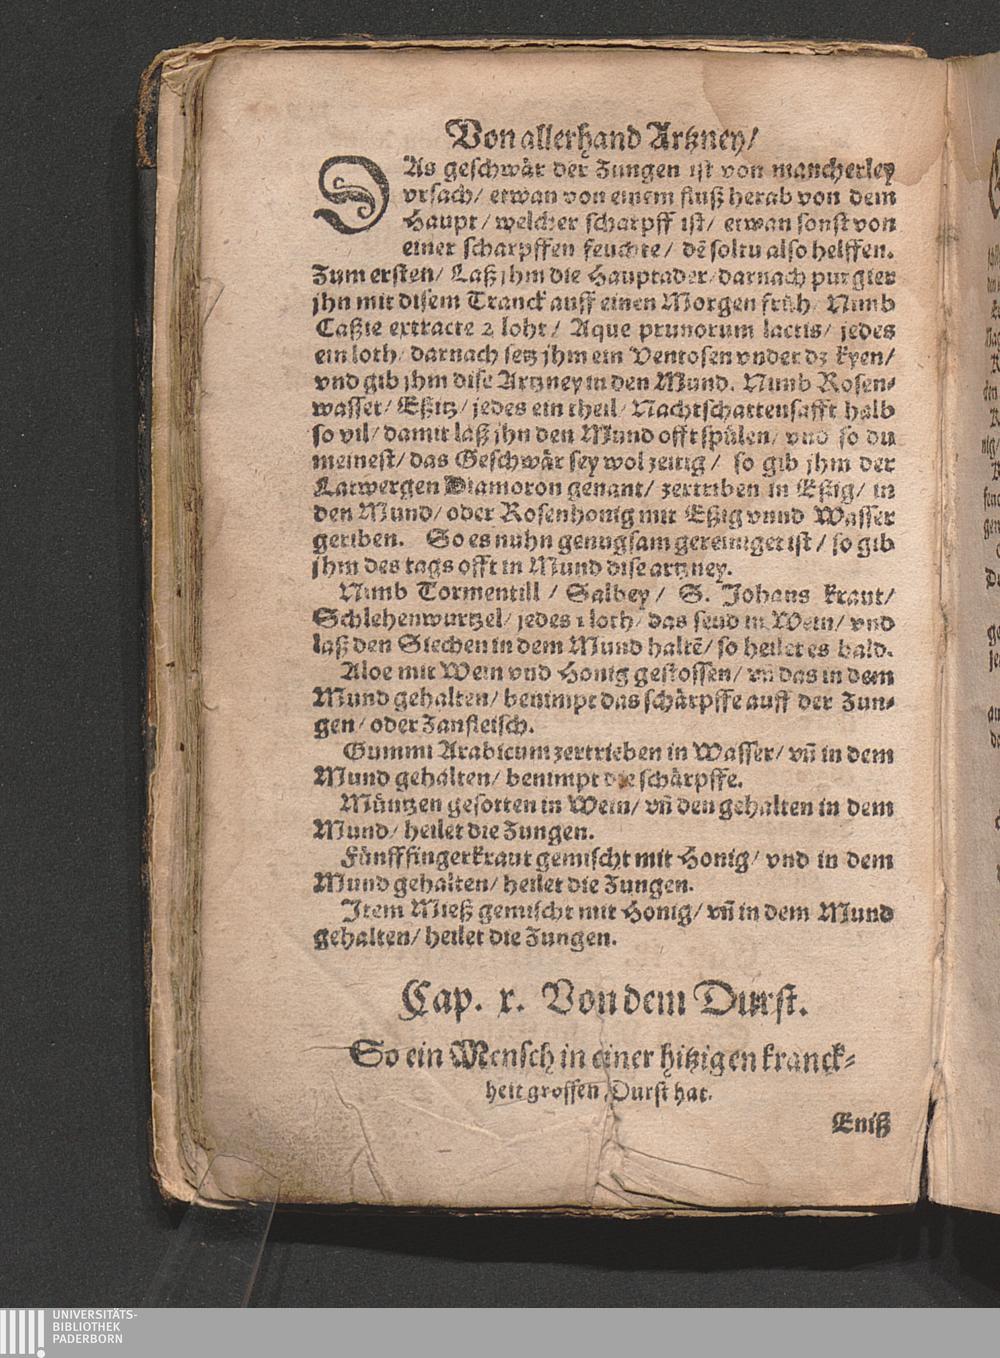 Von allerhand Artzney/
DAs geschwär der Zungen ist von mancherley
vrsach/ etwan von einem fluß herab von dem
Haupt/ welcher scharpff ist/ etwan sonst von
einer scharpffen feuchte/ dē soltu also helffen.
Zum ersten/ Laß jhm die Hauptader/ darnach purgier
jhn mit disem Tranck auff einen Morgen früh/ Nimb
Caßie extracte 2 loht/ Aque prunorum lactis/ jedes
ein loth/ darnach setz jhm ein Ventosen vnder dz kyen/
vnd gib jhm dise Artzney in den Mund. Nimb Rosen-
wasser/ Eßitz/ jedes ein theil/ Nachtschattensafft halb
so vil/ damit laß jhn den Mund offt spülen/ vnd so du
meinest/ das Geschwär sey wol zeitig/ so gib jhm der
Latwergen Diamoron genant/ zertriben in Eßig/ in
den Mund/ oder Rosenhonig mit Eßig vnnd Wasser
geriben. So es nuhn genugsam gereiniget ist/ so gib
jhm des tags offt in Mund dise artzney.
Nimb Tormentill/ Salbey/ S. Johans kraut/
Schlehenwurtzel/ jedes 1 loth/ das seud in Wein/ vnd
laß den Siechen in dem Mund haltē/ so heilet es bald.
Aloe mit Wein vnd Honig gestossen/ vñ das in dem
Mund gehalten/ benimpt das schärpffe auff der Zun-
gen/ oder Zanfleisch.
Gummi Arabicum zertrieben in Wasser/ vñ in dem
Mund gehalten/ benimpt die schärpffe.
Müntzen gesotten in Wein/ vñ den gehalten in dem
Mund/ heilet die Zungen.
Fünfffingerkraut gemischt mit Honig/ vnd in dem
Mund gehalten/ heilet die Zungen.
Item Mieß gemischt mit Honig/ vñ in dem Mund
gehalten/ heilet die Zungen.
Cap. x. Von dem Durst.
So ein Mensch in einer hitzigen kranck-
heit grossen Durst hat.
Eniß
UNIVERSITÄTS-
BIBLIOTHEK
PADERBORN